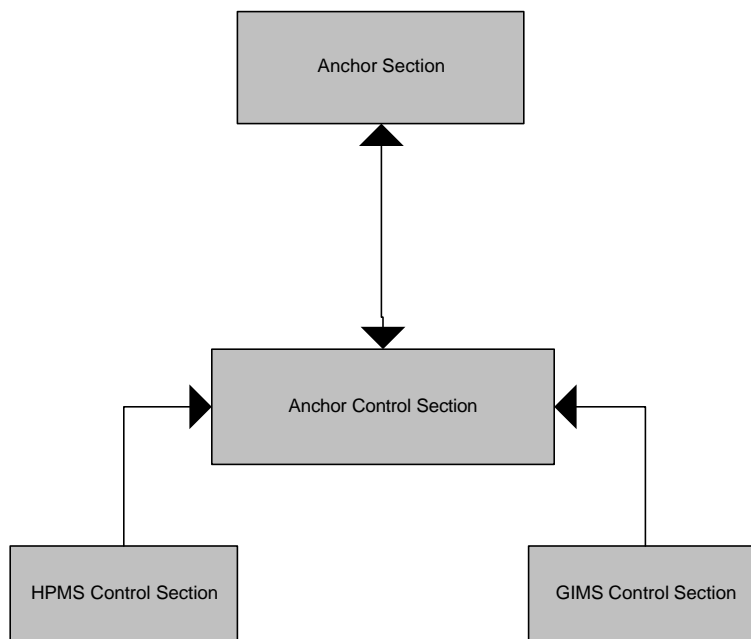 Anchor Section
Anchor Control Section
HPMS Control Section
GIMS Control Section